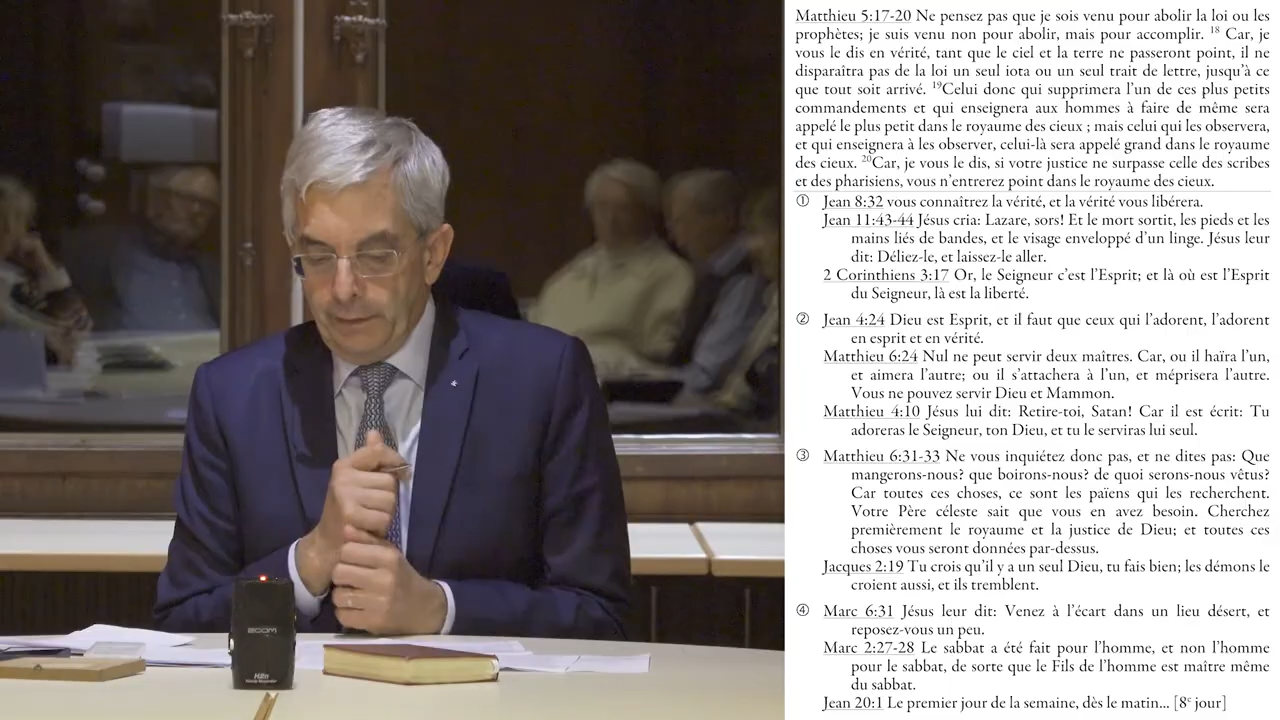 Matthieu 5:17-20 Ne pensez pas que je sois venu pour abolir la loi ou les
prophètes; je suis venu non pour abolir, mais pour accomplir. 18 Car, je
vous le dis en vérité, tant que le ciel et la terre ne passeront point, il ne
disparaîtra pas de la loi un seul iota ou un seul trait de lettre, jusqu'à ce
que tout soit arrivé. 19Celui donc qui supprimera l'un de ces plus petits
commandements et qui enseignera aux hommes à faire de même sera
appelé le plus petit dans le royaume des cieux ; mais celui qui les observera,
et qui enseignera à les observer, celui-là sera appelé grand dans le royaume
des cieux. 20Car, je vous le dis, si votre justice ne surpasse celle des scribes
et des pharisiens, vous n'entrerez point dans le royaume des cieux.
① Jean 8:32 vous connaîtrez la vérité, et la vérité vous libérera.
Jean 11:43-44 Jésus cria: Lazare, sors! Et le mort sortit, les pieds et les
mains liés de bandes, et le visage enveloppé d'un linge. Jésus leur
dit: Déliez-le, et laissez-le aller.
2 Corinthiens 3:17 Or, le Seigneur c'est l'Esprit; et là où est l'Esprit
du Seigneur, là est la liberté.
② Jean 4:24 Dieu est Esprit, et il faut que ceux qui l'adorent, l'adorent
en esprit et en vérité.
Matthieu 6:24 Nul ne peut servir deux maîtres. Car, ou il haïra l'un,
et aimera l'autre; ou il s'attachera à l'un, et méprisera l'autre.
Vous ne pouvez servir Dieu et Mammon.
Matthieu 4:10 Jésus lui dit: Retire-toi, Satan! Car il est écrit: Tu
adoreras le Seigneur, ton Dieu, et tu le serviras lui seul.
③ Matthieu 6:31-33 Ne vous inquiétez donc pas, et ne dites pas: Que
mangerons-nous? que boirons-nous? de quoi serons-nous vêtus?
Car toutes ces choses, ce sont les païens qui les recherchent.
Votre Père céleste sait que vous en avez besoin. Cherchez
premièrement le royaume et la justice de Dieu; et toutes ces
choses vous seront données par-dessus.
Jacques 2:19 Tu crois qu'il y a un seul Dieu, tu fais bien; les démons le
croient aussi, et ils tremblent.
④ Marc 6:31 Jésus leur dit: Venez à l'écart dans un lieu désert, et
reposez-vous un peu.
Marc 2:27-28 Le sabbat a été fait pour l'homme, et non l'homme
pour le sabbat, de sorte que le Fils de l'homme est maître même
du sabbat.
Jean 20:1 Le premier jour de la semaine, dès le matin... [8e jour]
ZOOM
H2n